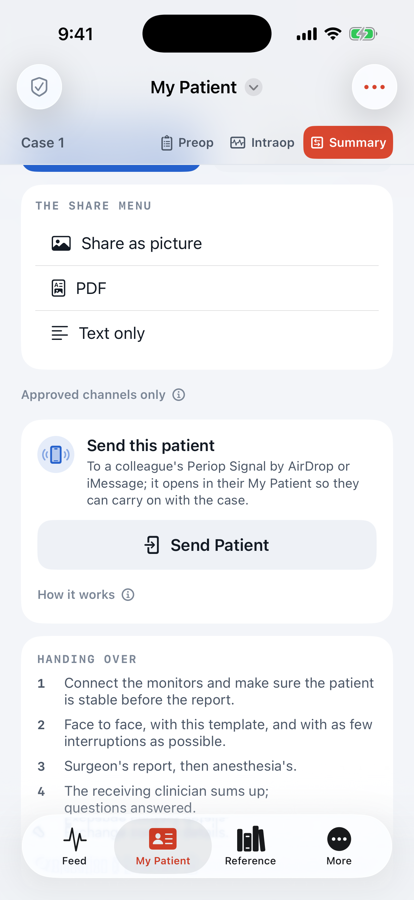 9:41
My Patient
Case 1
Preop
Intraop
Summary
THE SHARE MENU
Share as picture
PDF
Text only
Approved channels only
Send this patient
To a colleague's Periop Signal by AirDrop or
iMessage; it opens in their My Patient so they
can carry on with the case.
Send Patient
How it works
HANDING OVER
1 Connect the monitors and make sure the patient
is stable before the report.
2 Face to face, with this template, and with as few
interruptions as possible.
3 Surgeon's report, then anesthesia's.
4 The receiving clinician sums up;
questions answered.
Feed
My Patient
Reference
More